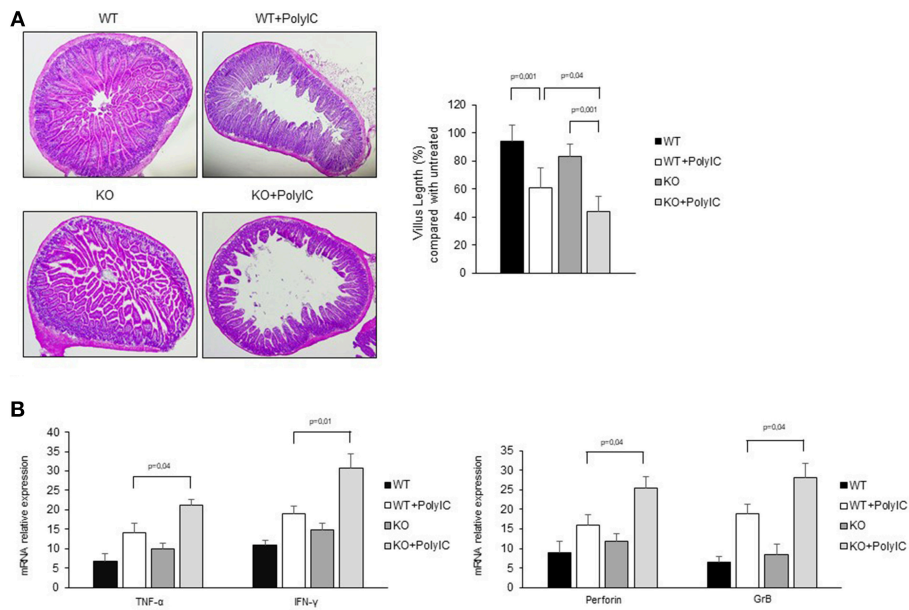 A
WT
WT+PolyIC
KO
KO+PolyIC
p=0,001
p=0,04
p=0,001
Villus Legnth (%)
compared with untreated
120
100
80
60
40
20
0
WT
WT+PolyIC
KO
KO+PolyIC
B
mRNA relative expression
40
35
30
25
20
15
10
5
0
p=0,04
p=0,01
TNF-α
IFN-γ
WT
WT+PolyIC
KO
KO+PolyIC
mRNA relative expression
35
30
25
20
15
10
5
0
p=0,04
p=0,04
Perforin
GrB
WT
WT+PolyIC
KO
KO+PolyIC